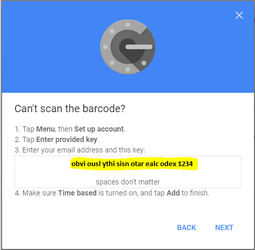 Can't scan the barcode?
1. Tap Menu, then Set up account.
2. Tap Enter provided key.
3. Enter your email address and this key:
obvi ousl ythi sisn otar ealc odex 1234
spaces don't matter
4. Make sure Time based is turned on, and tap Add to finish.
BACK NEXT